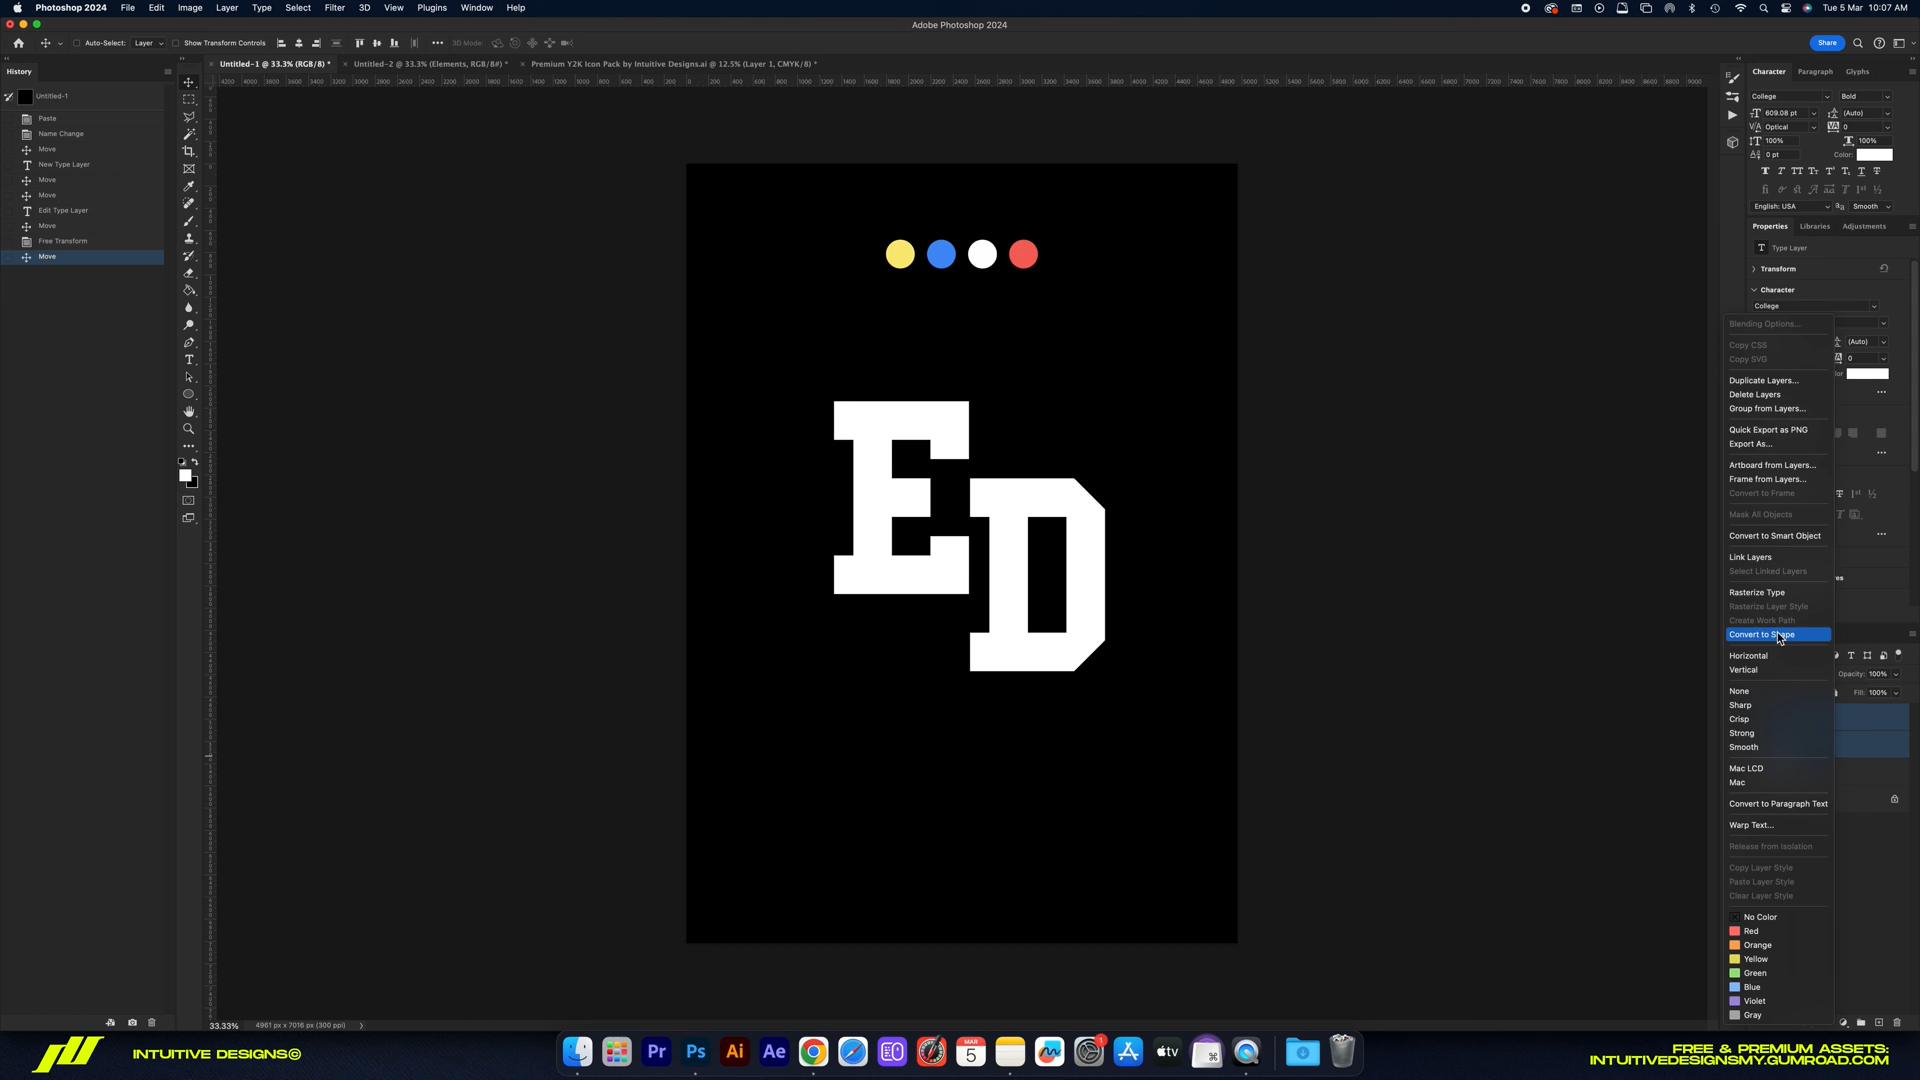 Photoshop 2024 File Edit Image Layer Type Select Filter 3D View Plugins Window Help
Tue 5 Mar 10:07 AM
Adobe Photoshop 2024
Auto-Select: Layer Show Transform Controls
3D Mode:
Share
History
Untitled-1 @ 33.3% (RGB/8) *
Untitled-2 @ 33.3% (Elements, RGB/8#) *
Premium Y2K Icon Pack by Intuitive Designs.ai @ 12.5% (Layer 1, CMYK/8) *
Untitled-1
Paste
Name Change
Move
New Type Layer
Move
Move
Edit Type Layer
Move
Free Transform
Move
E
D
Character Paragraph Glyphs
College Bold
609.08 pt (Auto)
Optical 0
100% 100%
0 pt Color:
English: USA Smooth
Properties Libraries Adjustments
Type Layer
Transform
Character
College
(Auto)
0
Blending Options...
Copy CSS
Copy SVG
Duplicate Layers...
Delete Layers
Group from Layers...
Quick Export as PNG
Export As...
Artboard from Layers...
Frame from Layers...
Convert to Frame
Mask All Objects
Convert to Smart Object
Link Layers
Select Linked Layers
Rasterize Type
Rasterize Layer Style
Create Work Path
Convert to Shape
Horizontal
Vertical
None
Sharp
Crisp
Strong
Smooth
Mac LCD
Mac
Convert to Paragraph Text
Warp Text...
Release from Isolation
Copy Layer Style
Paste Layer Style
Clear Layer Style
No Color
Red
Orange
Yellow
Green
Blue
Violet
Gray
Opacity: 100%
Fill: 100%
33.33% 4961 px x 7016 px (300 ppi)
INTUITIVE DESIGNS©
Pr Ps Ai Ae
MAR
5
1
tv
FREE & PREMIUM ASSETS:
INTUITIVEDESIGNSMY.GUMROAD.COM